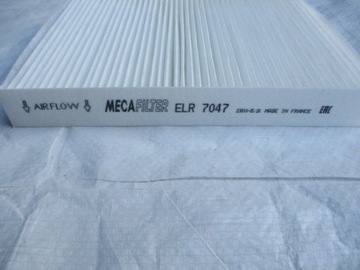 ⇓ AIRFLOW ⇓ MECAFILTER ELR 7047 MADE IN FRANCE EAC